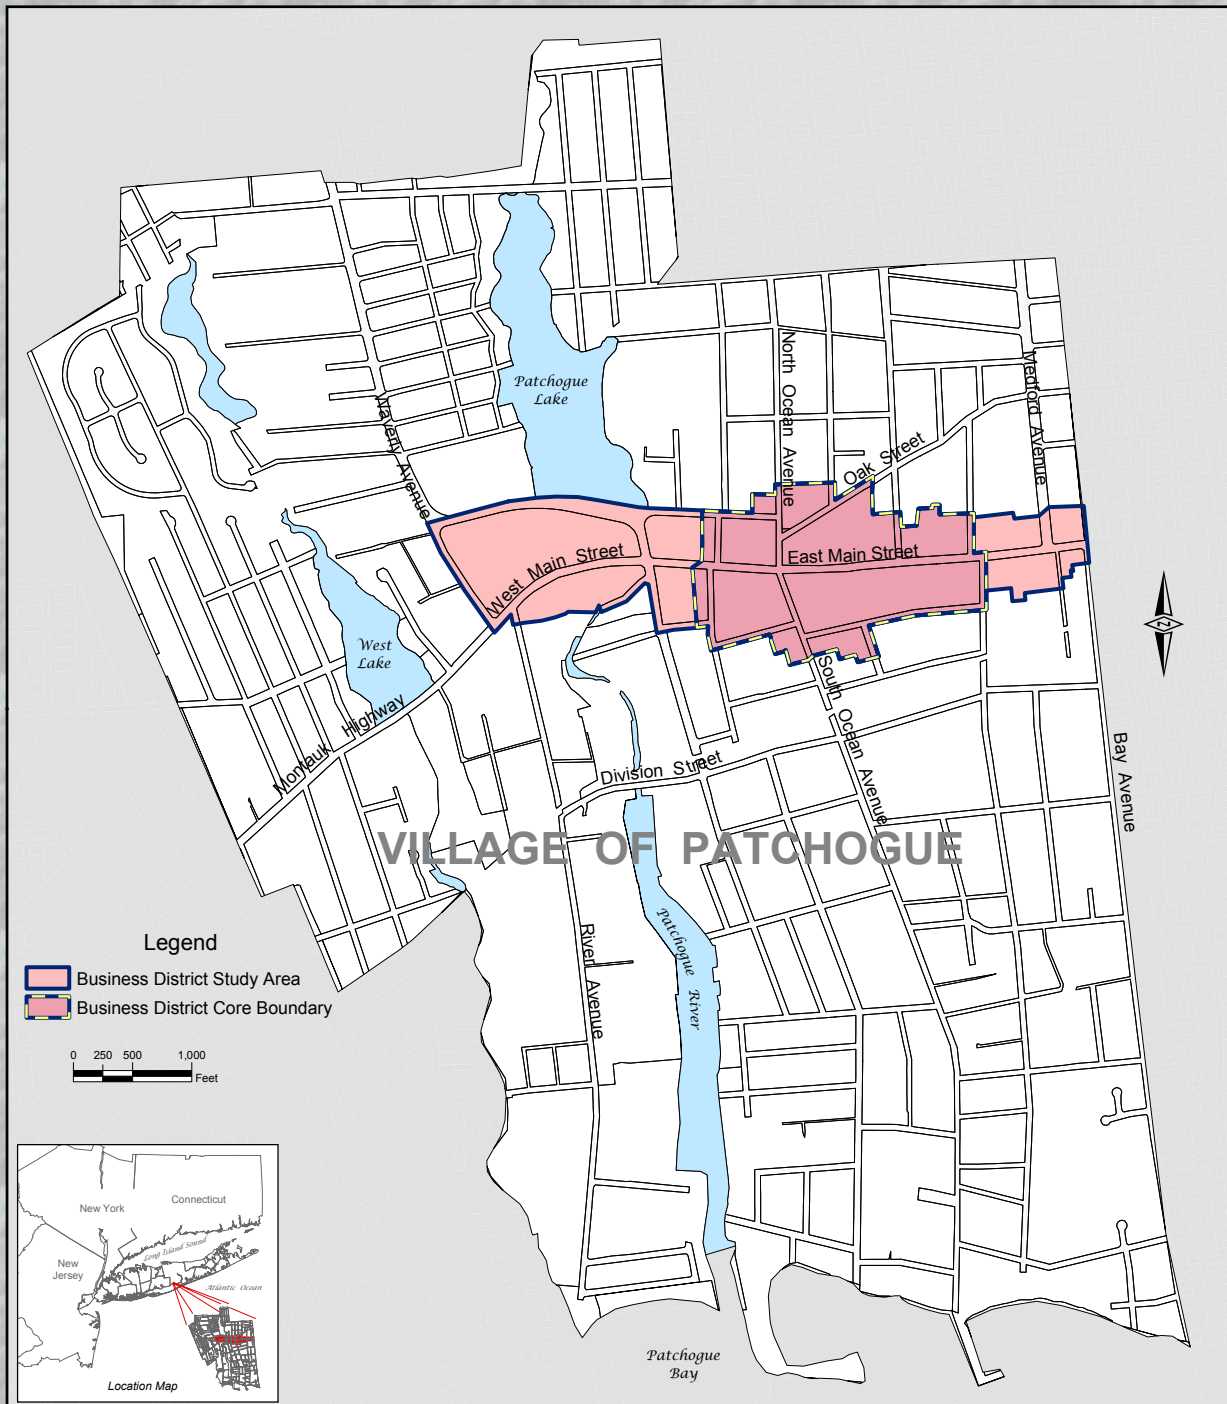 Patchogue
Lake
North Ocean Avenue
Medford Avenue
Waverly Avenue
Oak Street
West Main Street
East Main Street
N
West
Lake
South Ocean Avenue
Montauk Highway
Division Street
Bay Avenue
VILLAGE OF PATCHOGUE
Patchogue River
River Avenue
Legend
Business District Study Area
Business District Core Boundary
0 250 500 1,000
Feet
Connecticut
New York
Long Island Sound
New
Jersey
Atlantic Ocean
Location Map
Patchogue
Bay